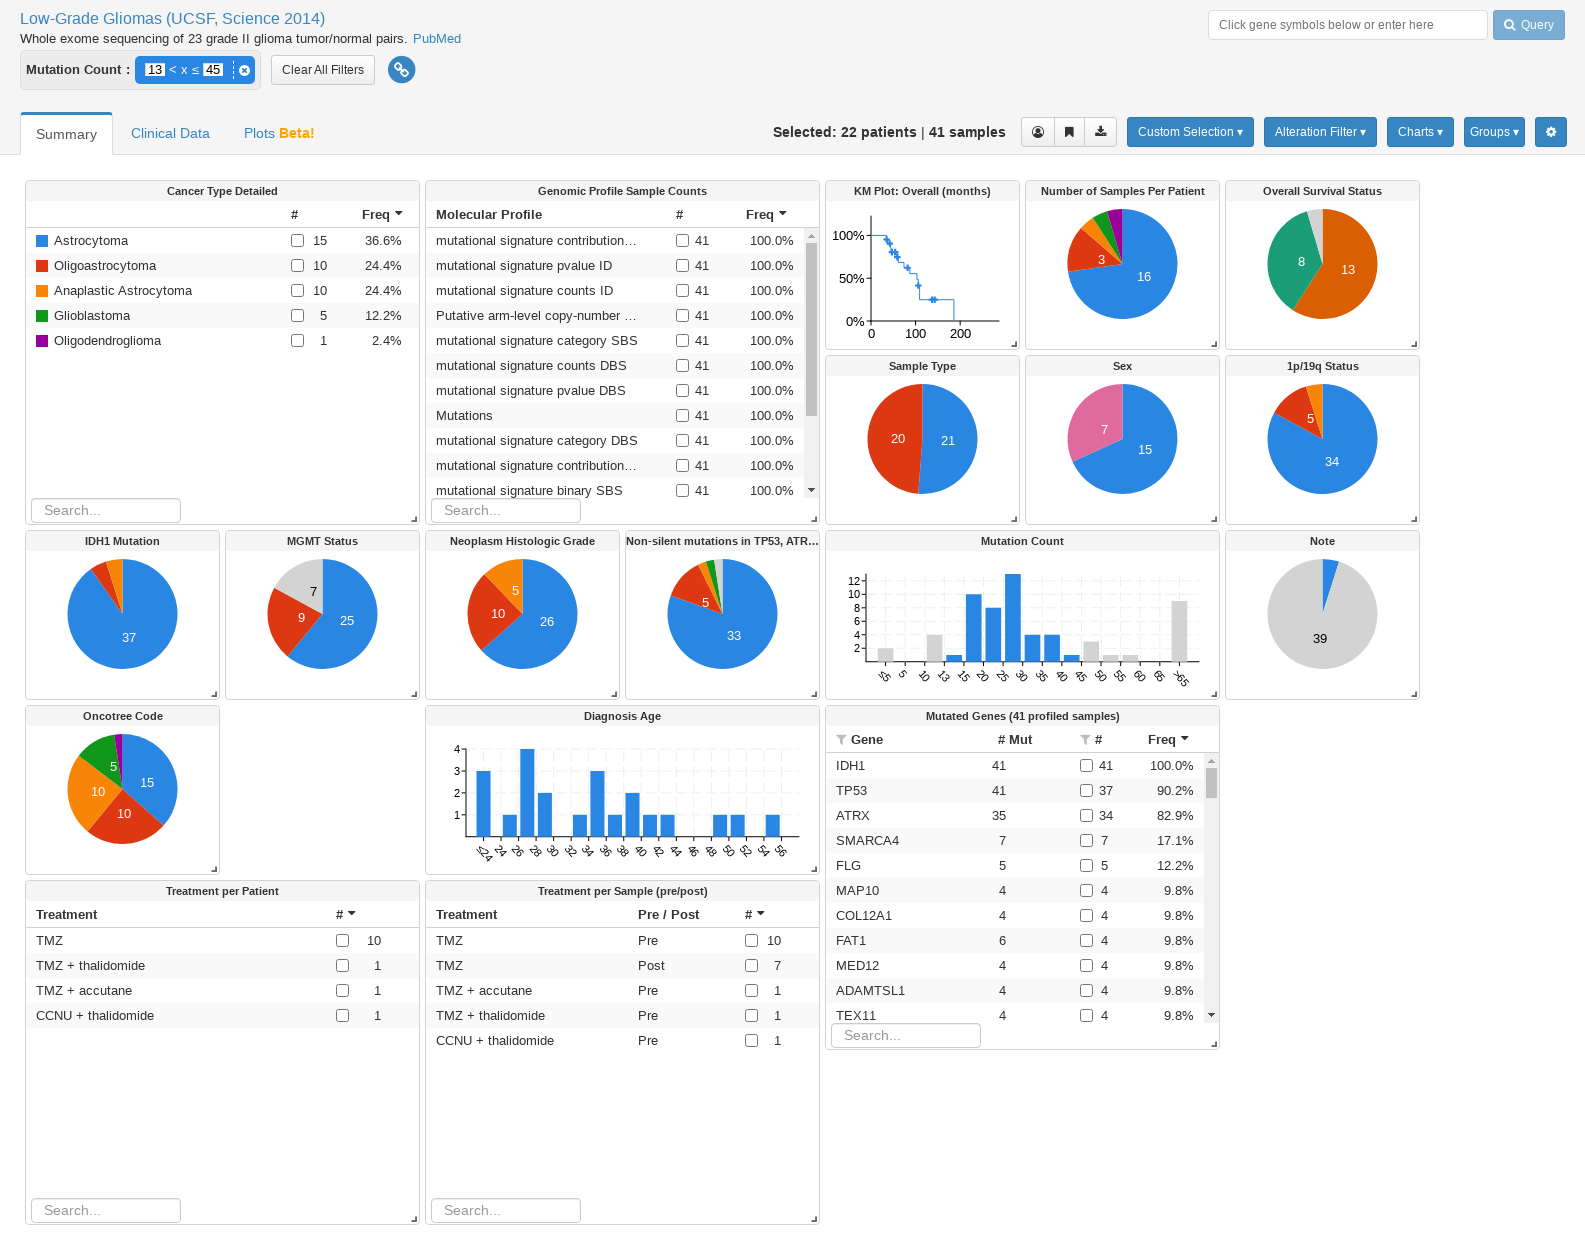 Low-Grade Gliomas (UCSF, Science 2014)
Whole exome sequencing of 23 grade II glioma tumor/normal pairs. PubMed
Click gene symbols below or enter here
Query
Mutation Count : 13 < x ≤ 45
Clear All Filters
Summary
Clinical Data
Plots Beta!
Selected: 22 patients | 41 samples
Custom Selection ▾
Alteration Filter ▾
Charts ▾
Groups ▾
Cancer Type Detailed
# Freq
Astrocytoma 15 36.6%
Oligoastrocytoma 10 24.4%
Anaplastic Astrocytoma 10 24.4%
Glioblastoma 5 12.2%
Oligodendroglioma 1 2.4%
Search...
Genomic Profile Sample Counts
Molecular Profile # Freq
mutational signature contribution… 41 100.0%
mutational signature pvalue ID 41 100.0%
mutational signature counts ID 41 100.0%
Putative arm-level copy-number … 41 100.0%
mutational signature category SBS 41 100.0%
mutational signature counts DBS 41 100.0%
mutational signature pvalue DBS 41 100.0%
Mutations 41 100.0%
mutational signature category DBS 41 100.0%
mutational signature contribution… 41 100.0%
mutational signature binary SBS 41 100.0%
Search...
KM Plot: Overall (months)
100%
50%
0%
0 100 200
Number of Samples Per Patient
3
16
Overall Survival Status
8
13
Sample Type
20
21
Sex
7
15
1p/19q Status
5
34
IDH1 Mutation
37
MGMT Status
7
9
25
Neoplasm Histologic Grade
5
10
26
Non-silent mutations in TP53, ATR…
5
33
Mutation Count
12
10
8
6
4
2
≤5 5 10 13 15 20 25 30 35 40 45 50 55 60 65 >65
Note
39
Oncotree Code
5
15
10
10
Diagnosis Age
4
3
2
1
≤24 24 26 28 30 32 34 36 38 40 42 44 46 48 50 52 54 56
Mutated Genes (41 profiled samples)
Gene # Mut # Freq
IDH1 41 41 100.0%
TP53 41 37 90.2%
ATRX 35 34 82.9%
SMARCA4 7 7 17.1%
FLG 5 5 12.2%
MAP10 4 4 9.8%
COL12A1 4 4 9.8%
FAT1 6 4 9.8%
MED12 4 4 9.8%
ADAMTSL1 4 4 9.8%
TEX11 4 4 9.8%
Search...
Treatment per Patient
Treatment #
TMZ 10
TMZ + thalidomide 1
TMZ + accutane 1
CCNU + thalidomide 1
Search...
Treatment per Sample (pre/post)
Treatment Pre / Post #
TMZ Pre 10
TMZ Post 7
TMZ + accutane Pre 1
TMZ + thalidomide Pre 1
CCNU + thalidomide Pre 1
Search...